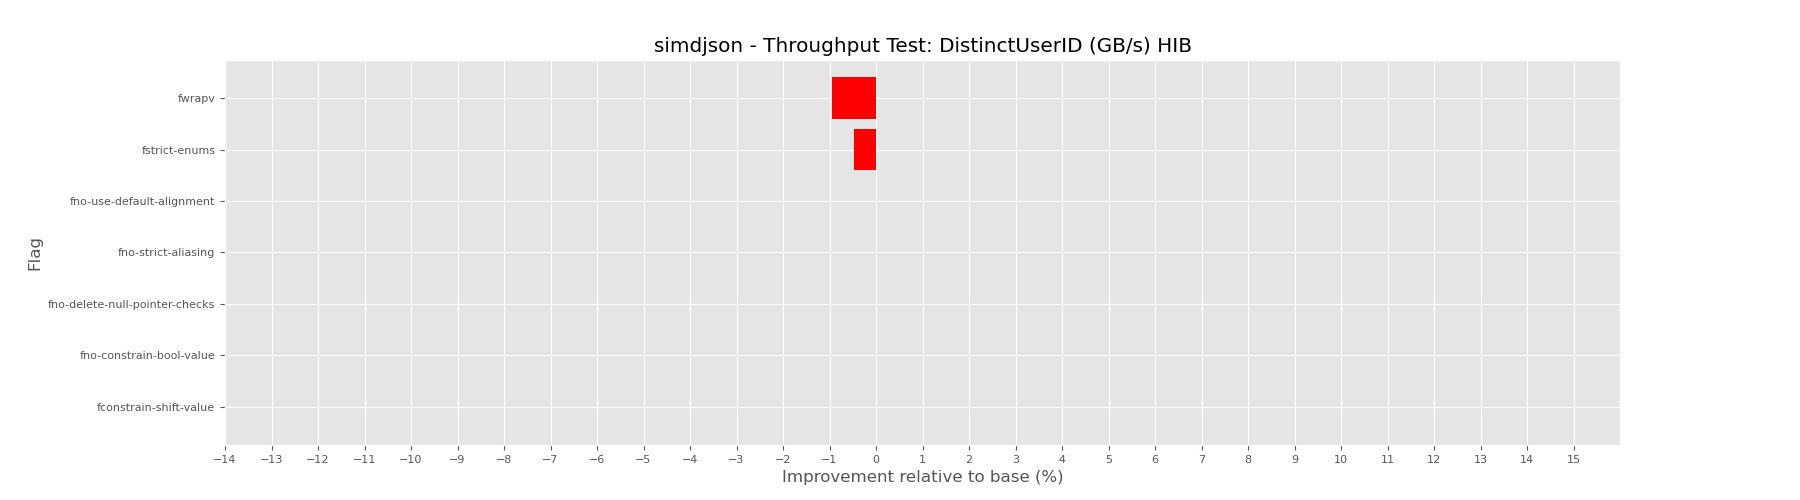 simdjson - Throughput Test: DistinctUserID (GB/s) HIB
fwrapv
fstrict-enums
fno-use-default-alignment
fno-strict-aliasing
fno-delete-null-pointer-checks
fno-constrain-bool-value
fconstrain-shift-value
Flag
−14 −13 −12 −11 −10 −9 −8 −7 −6 −5 −4 −3 −2 −1 0 1 2 3 4 5 6 7 8 9 10 11 12 13 14 15
Improvement relative to base (%)